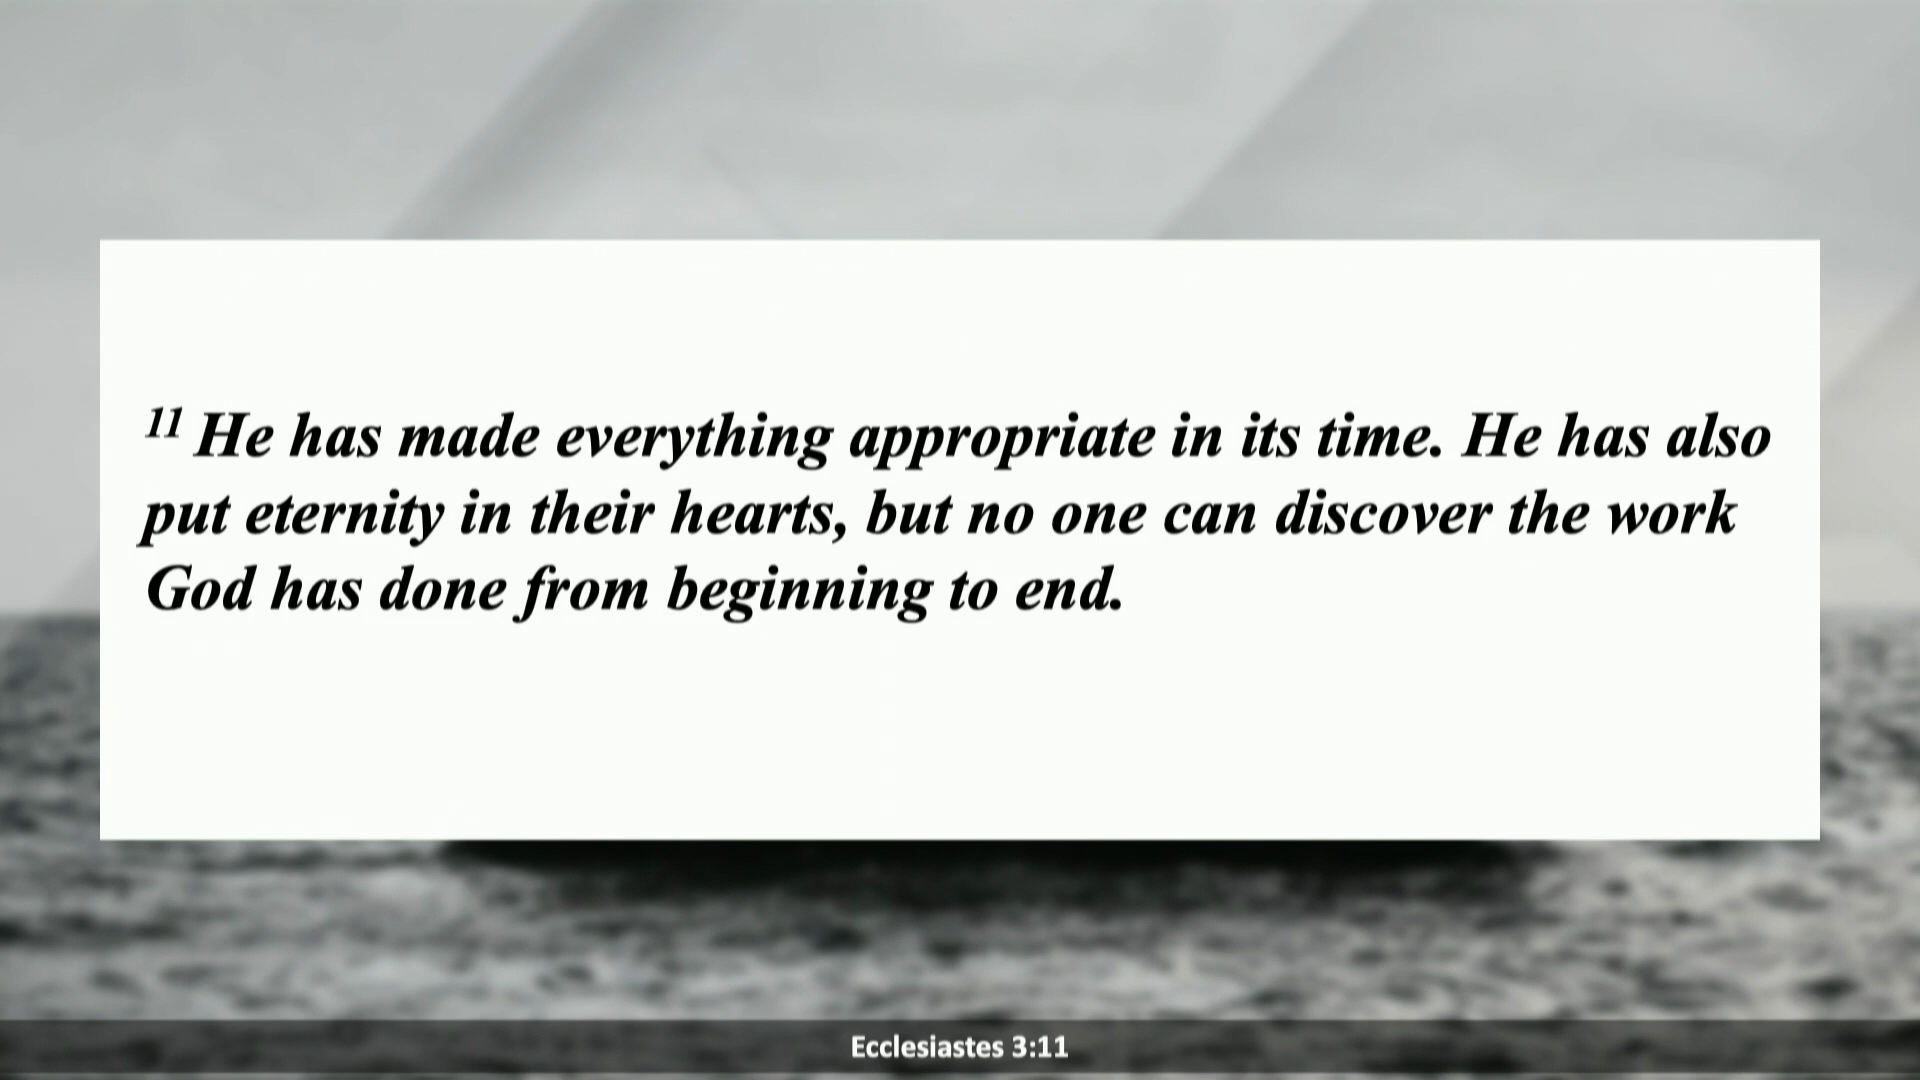 11 He has made everything appropriate in its time. He has also
put eternity in their hearts, but no one can discover the work
God has done from beginning to end.
Ecclesiastes 3:11